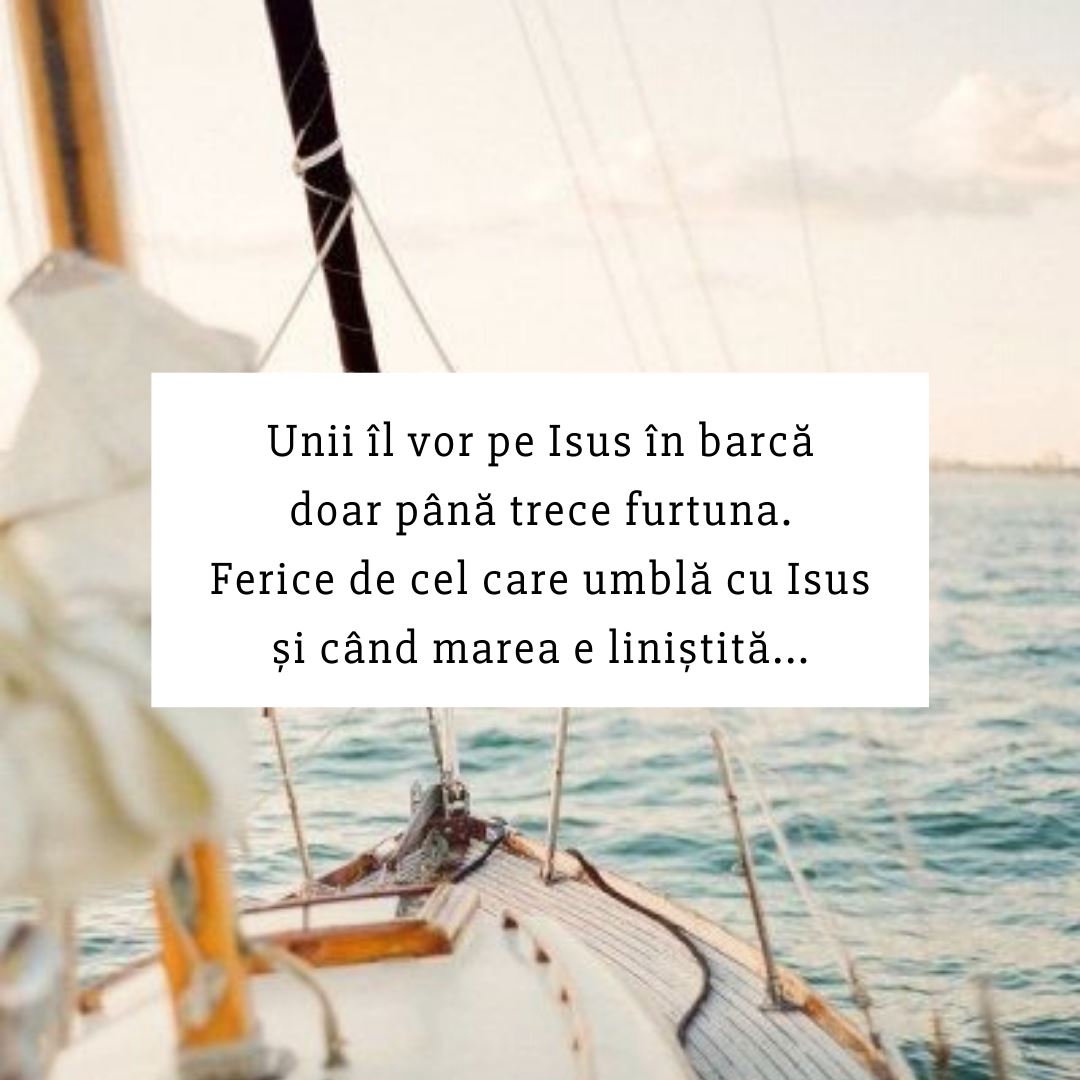 Unii îl vor pe Isus în barcă
doar până trece furtuna.
Ferice de cel care umblă cu Isus
și când marea e liniștită...